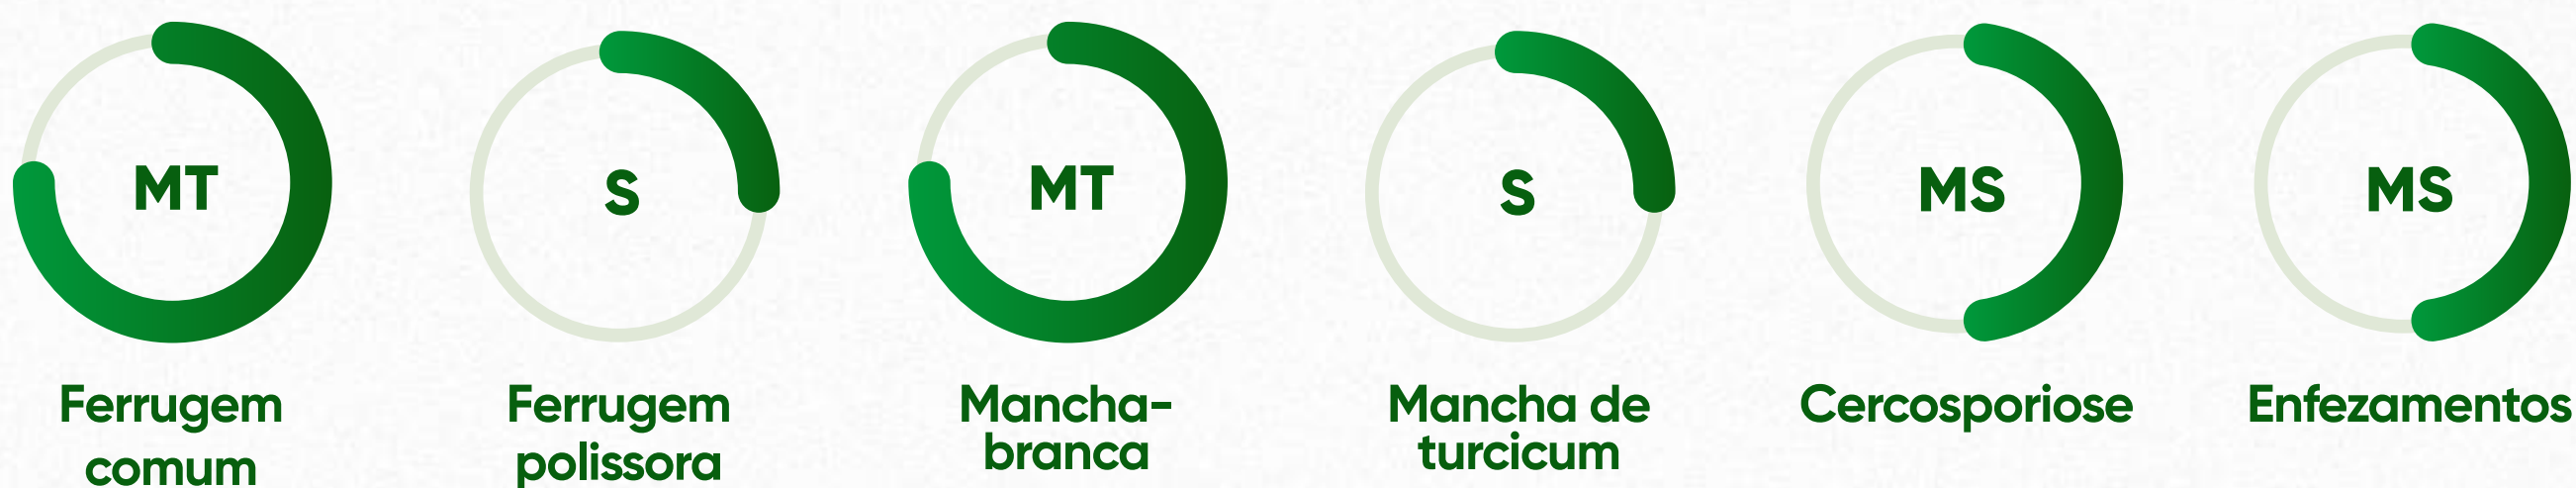 MT
S
MT
S
MS
MS
Ferrugem
comum
Ferrugem
polissora
Mancha-
branca
Mancha de
turcicum
Cercosporiose
Enfezamentos